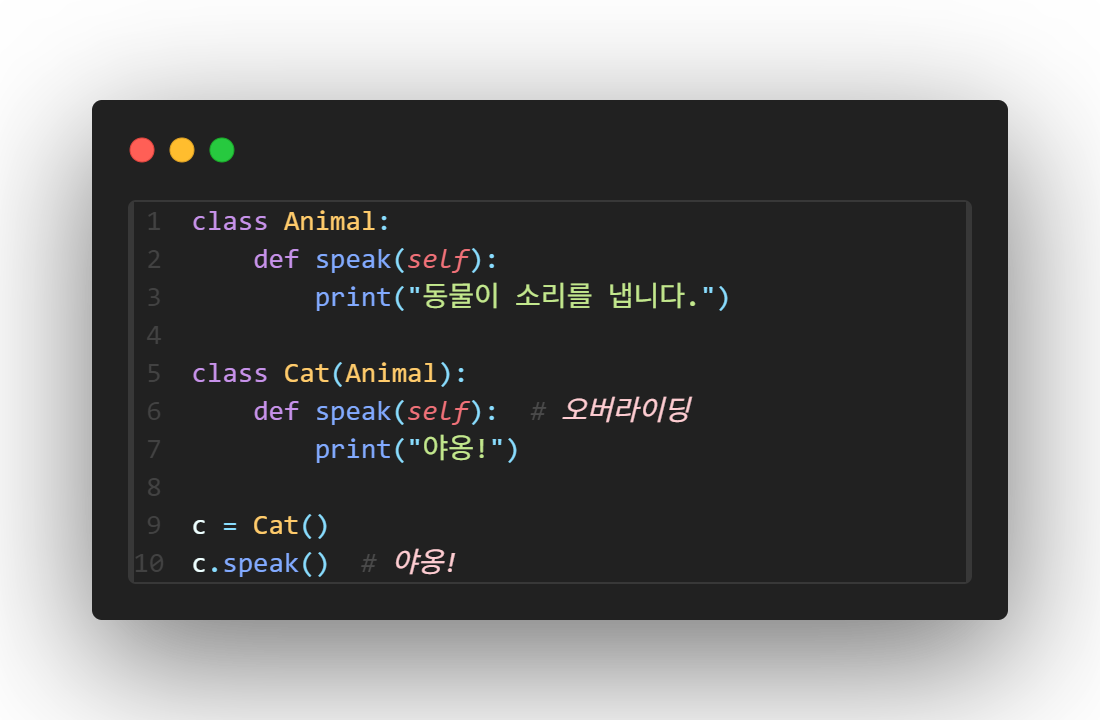 1 class Animal:
2     def speak(self):
3         print("동물이 소리를 냅니다.")
4
5 class Cat(Animal):
6     def speak(self):  # 오버라이딩
7         print("야옹!")
8
9 c = Cat()
10 c.speak()  # 야옹!